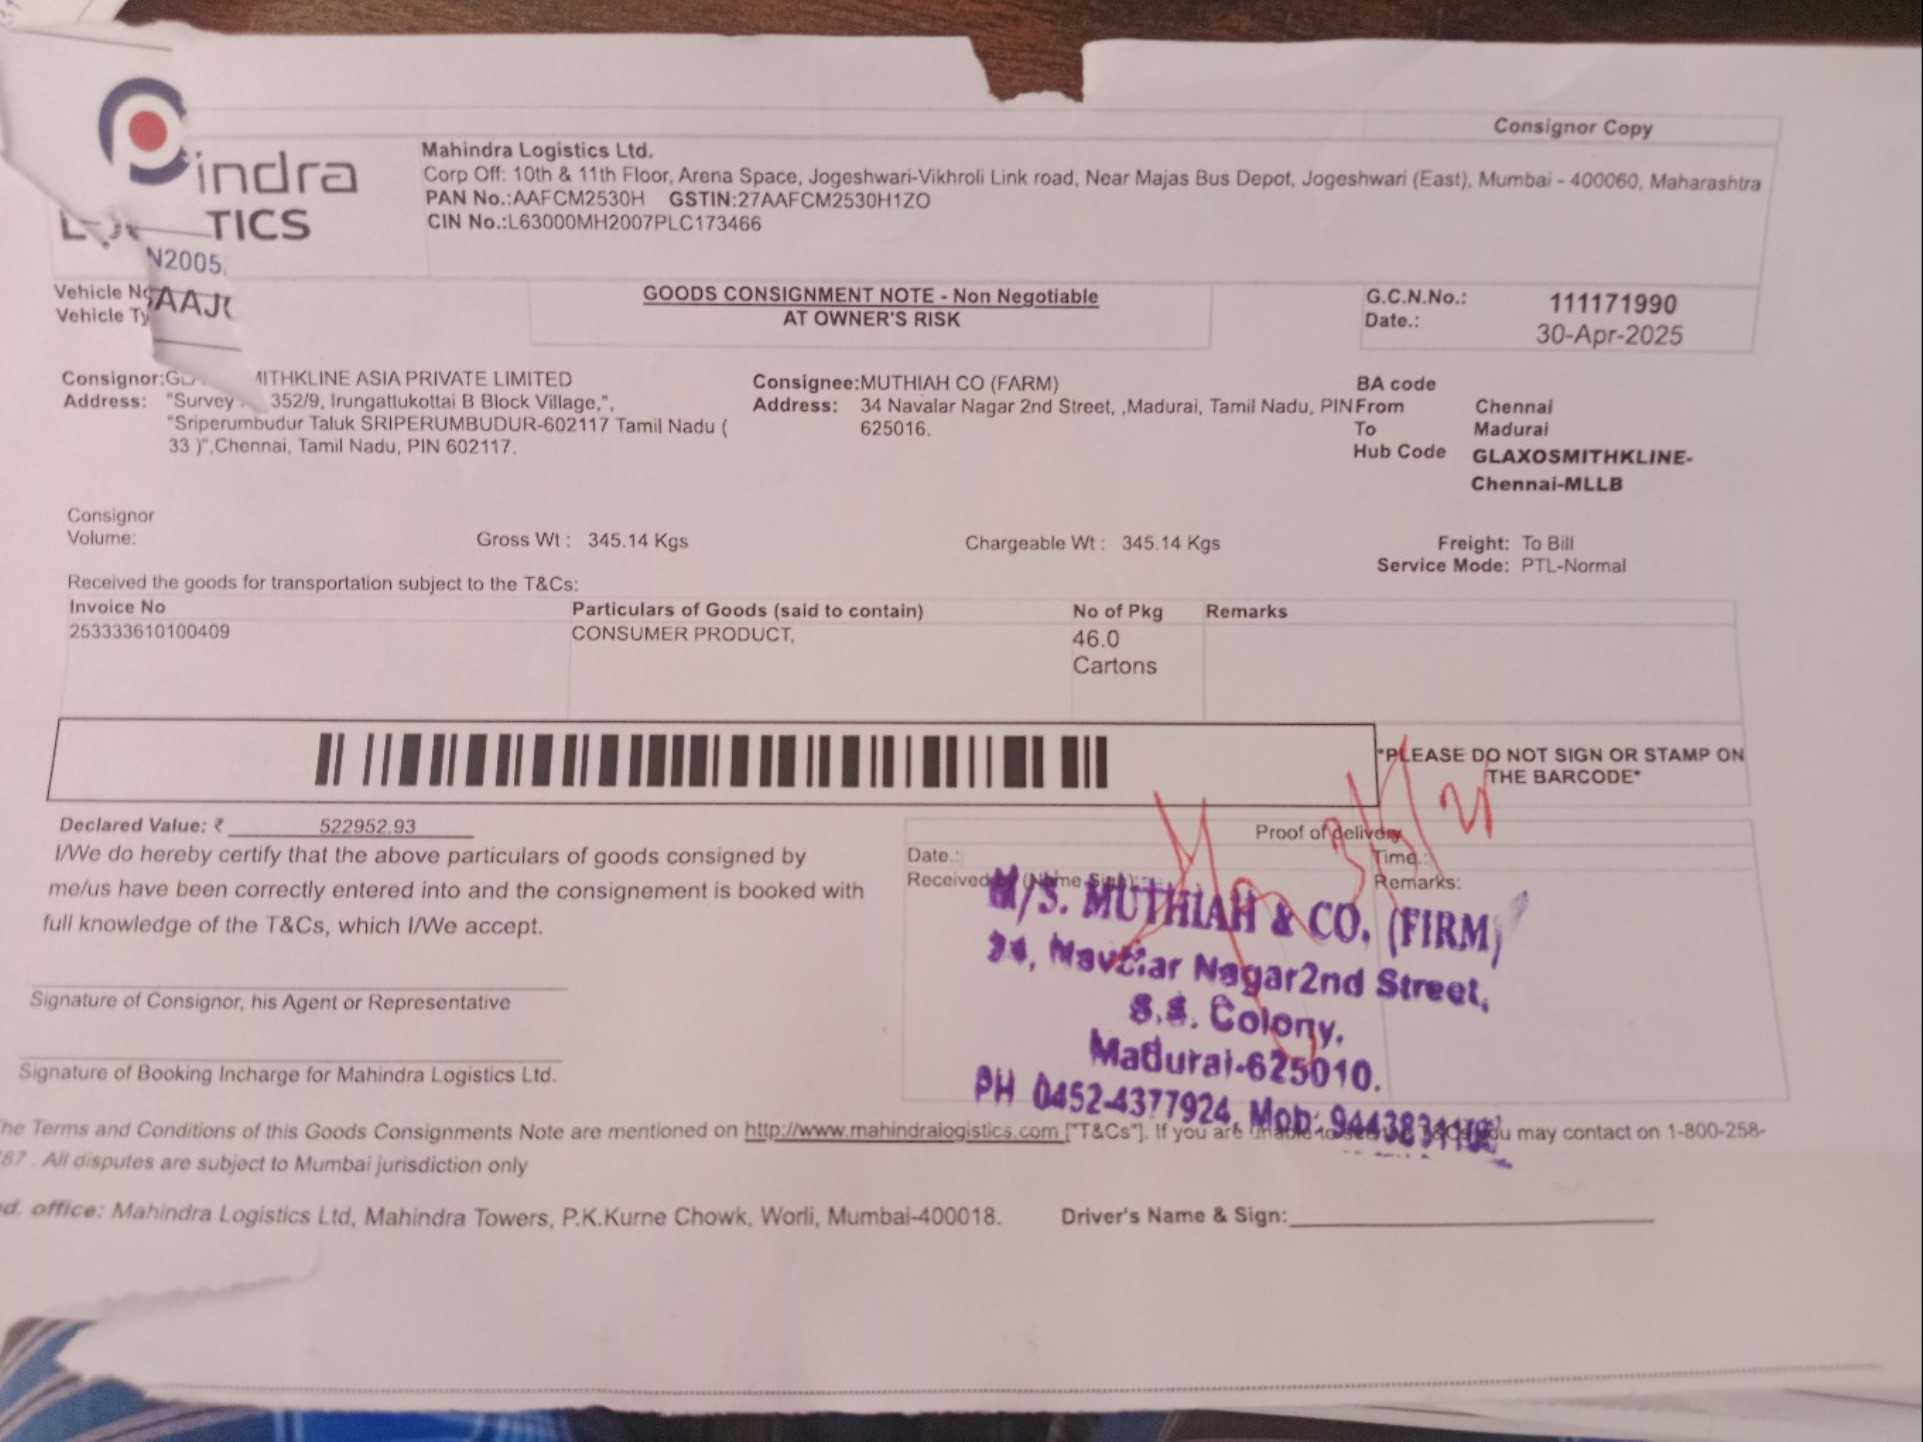 Consignor Copy
indra
TICS
Mahindra Logistics Ltd.
Corp Off: 10th & 11th Floor, Arena Space, Jogeshwari-Vikhroli Link road, Near Majas Bus Depot, Jogeshwari (East), Mumbai - 400060, Maharashtra
PAN No.:AAFCM2530H GSTIN:27AAFCM2530H1ZO
CIN No.:L63000MH2007PLC173466
N2005
AAJ
Vehicle
Vehicle
GOODS CONSIGNMENT NOTE - Non Negotiable
AT OWNER'S RISK
G.C.N.No.: 111171990
Date.: 30-Apr-2025
Consignor: ITHKLINE ASIA PRIVATE LIMITED
Address: "Survey 352/9, Irungattukottai B Block Village,",
"Sriperumbudur Taluk SRIPERUMBUDUR-602117 Tamil Nadu (
33 )",Chennai, Tamil Nadu, PIN 602117.
Consignee:MUTHIAH CO (FARM)
Address: 34 Navalar Nagar 2nd Street, ,Madurai, Tamil Nadu, PIN
625016.
BA code
From Chennai
To Madurai
Hub Code GLAXOSMITHKLINE-
Chennai-MLLB
Consignor
Volume:
Gross Wt : 345.14 Kgs
Chargeable Wt : 345.14 Kgs
Freight: To Bill
Service Mode: PTL-Normal
Received the goods for transportation subject to the T&Cs:
Invoice No Particulars of Goods (said to contain) No of Pkg Remarks
253333610100409 CONSUMER PRODUCT, 46.0
Cartons
*PLEASE DO NOT SIGN OR STAMP ON
THE BARCODE*
Declared Value: ₹ 522952.93
I/We do hereby certify that the above particulars of goods consigned by
me/us have been correctly entered into and the consignement is booked with
full knowledge of the T&Cs, which I/We accept.
Signature of Consignor, his Agent or Representative
Signature of Booking Incharge for Mahindra Logistics Ltd.
Proof of delivery
Date.: Time.:
Received Remarks:
M/S. MUTHIAH & CO. (FIRM)
Nagar2nd Street,
S.S. Colony,
Madurai-625010.
PH 0452-4377924, Mob:
he Terms and Conditions of this Goods Consignments Note are mentioned on http://www.mahindralogistics.com ["T&Cs"]. If you are may contact on 1-800-258-
87 . All disputes are subject to Mumbai jurisdiction only
d. office: Mahindra Logistics Ltd, Mahindra Towers, P.K.Kurne Chowk, Worli, Mumbai-400018.
Driver's Name & Sign: